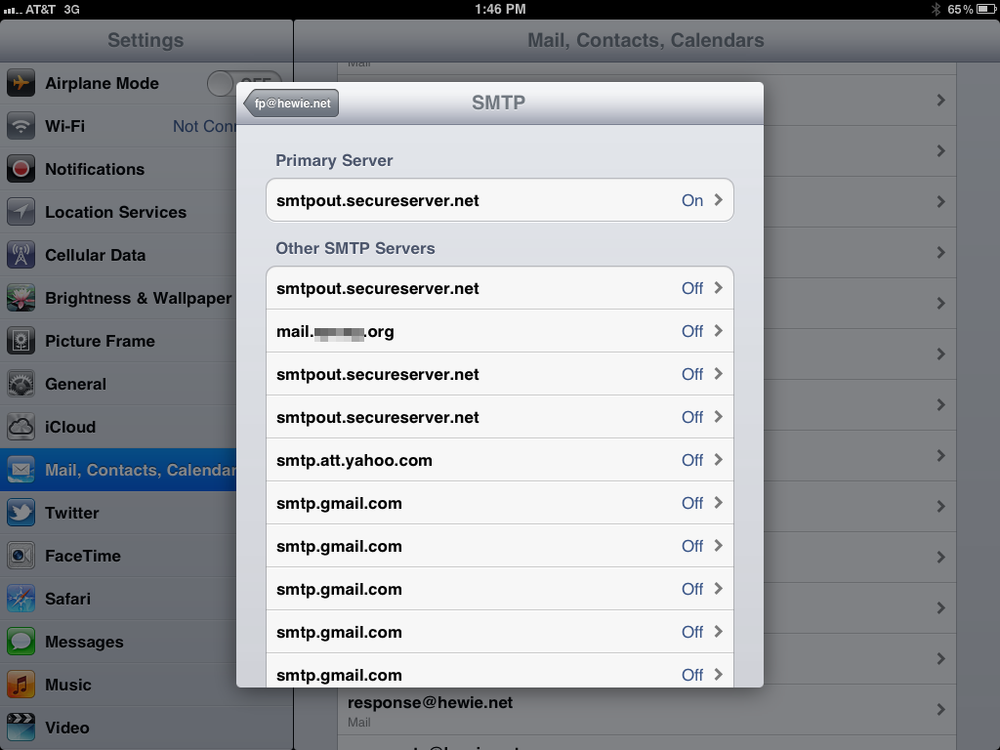 AT&T 3G 1:46 PM 65%
Settings
Airplane Mode OFF
Wi-Fi Not Conn
Notifications
Location Services
Cellular Data
Brightness & Wallpaper
Picture Frame
General
iCloud
Mail, Contacts, Calendar
Twitter
FaceTime
Safari
Messages
Music
Video
Mail, Contacts, Calendars
Mail
fp@hewie.net SMTP
Primary Server
smtpout.secureserver.net On
Other SMTP Servers
smtpout.secureserver.net Off
mail. .org Off
smtpout.secureserver.net Off
smtpout.secureserver.net Off
smtp.att.yahoo.com Off
smtp.gmail.com Off
smtp.gmail.com Off
smtp.gmail.com Off
smtp.gmail.com Off
smtp.gmail.com Off
response@hewie.net
Mail